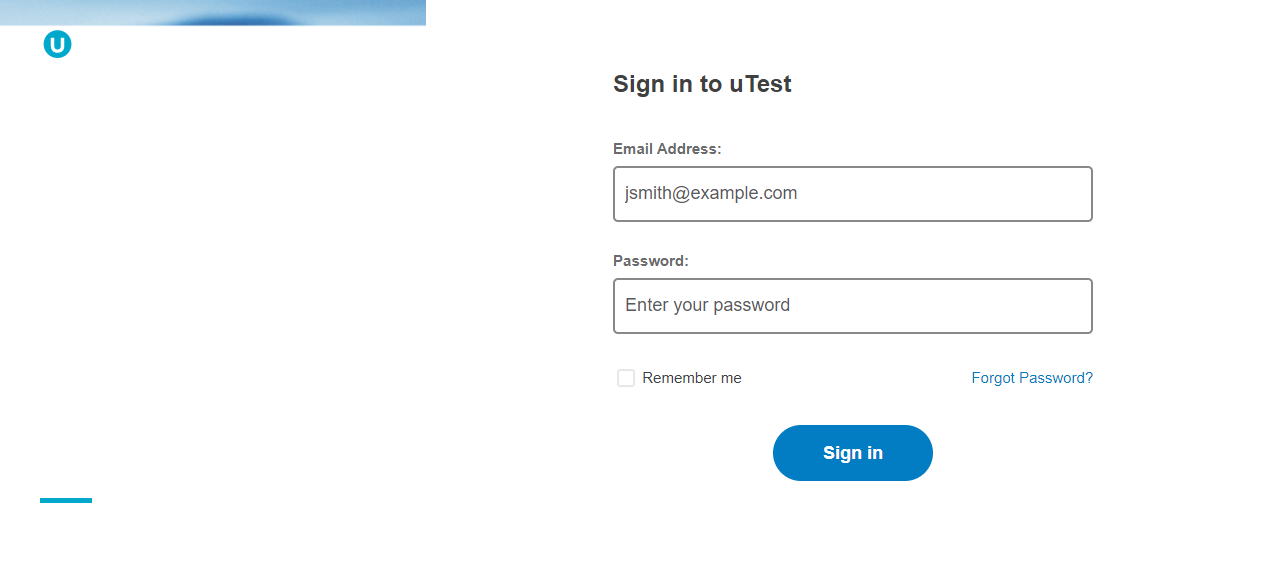 U
Sign in to uTest
Email Address:
jsmith@example.com
Password:
Enter your password
Remember me
Forgot Password?
Sign in